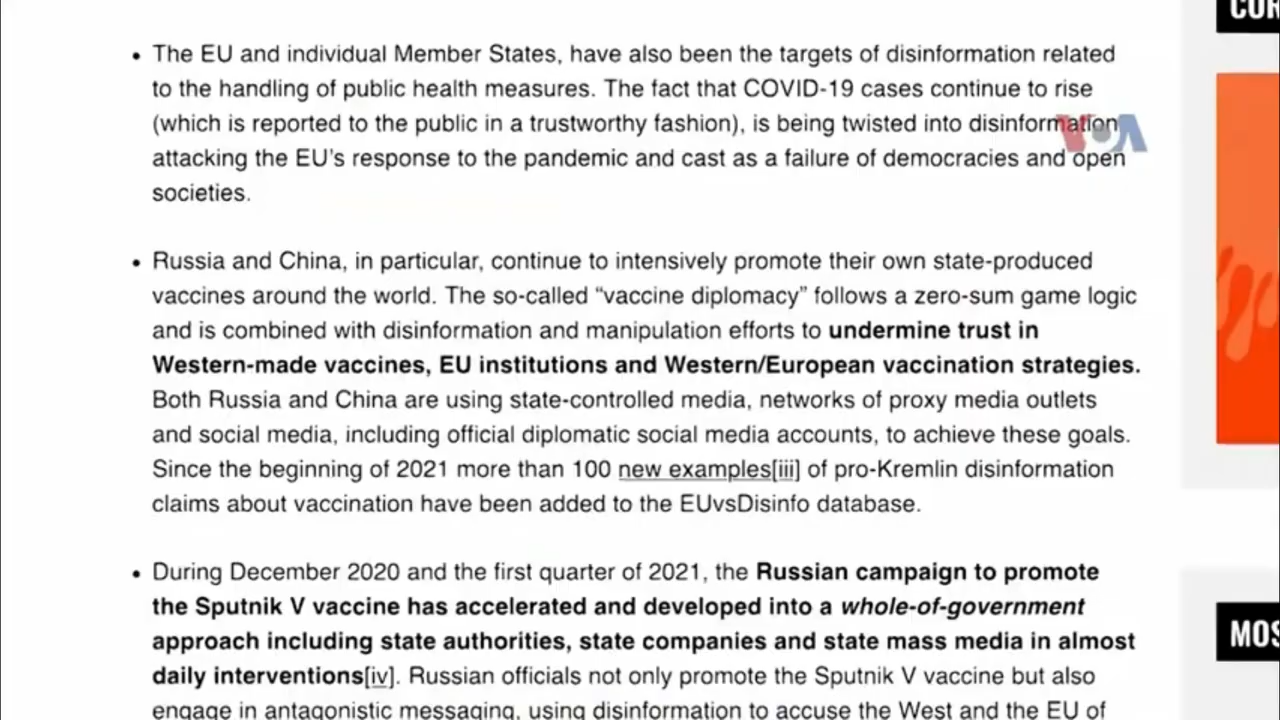 CUR
• The EU and individual Member States, have also been the targets of disinformation related
to the handling of public health measures. The fact that COVID-19 cases continue to rise
(which is reported to the public in a trustworthy fashion), is being twisted into disinformation
VOA
attacking the EU’s response to the pandemic and cast as a failure of democracies and open
societies.
• Russia and China, in particular, continue to intensively promote their own state-produced
vaccines around the world. The so-called “vaccine diplomacy” follows a zero-sum game logic
and is combined with disinformation and manipulation efforts to undermine trust in
Western-made vaccines, EU institutions and Western/European vaccination strategies.
Both Russia and China are using state-controlled media, networks of proxy media outlets
and social media, including official diplomatic social media accounts, to achieve these goals.
Since the beginning of 2021 more than 100 new examples[iii] of pro-Kremlin disinformation
claims about vaccination have been added to the EUvsDisinfo database.
• During December 2020 and the first quarter of 2021, the Russian campaign to promote
the Sputnik V vaccine has accelerated and developed into a whole-of-government
MOS
approach including state authorities, state companies and state mass media in almost
daily interventions[iv]. Russian officials not only promote the Sputnik V vaccine but also
engage in antagonistic messaging, using disinformation to accuse the West and the EU of